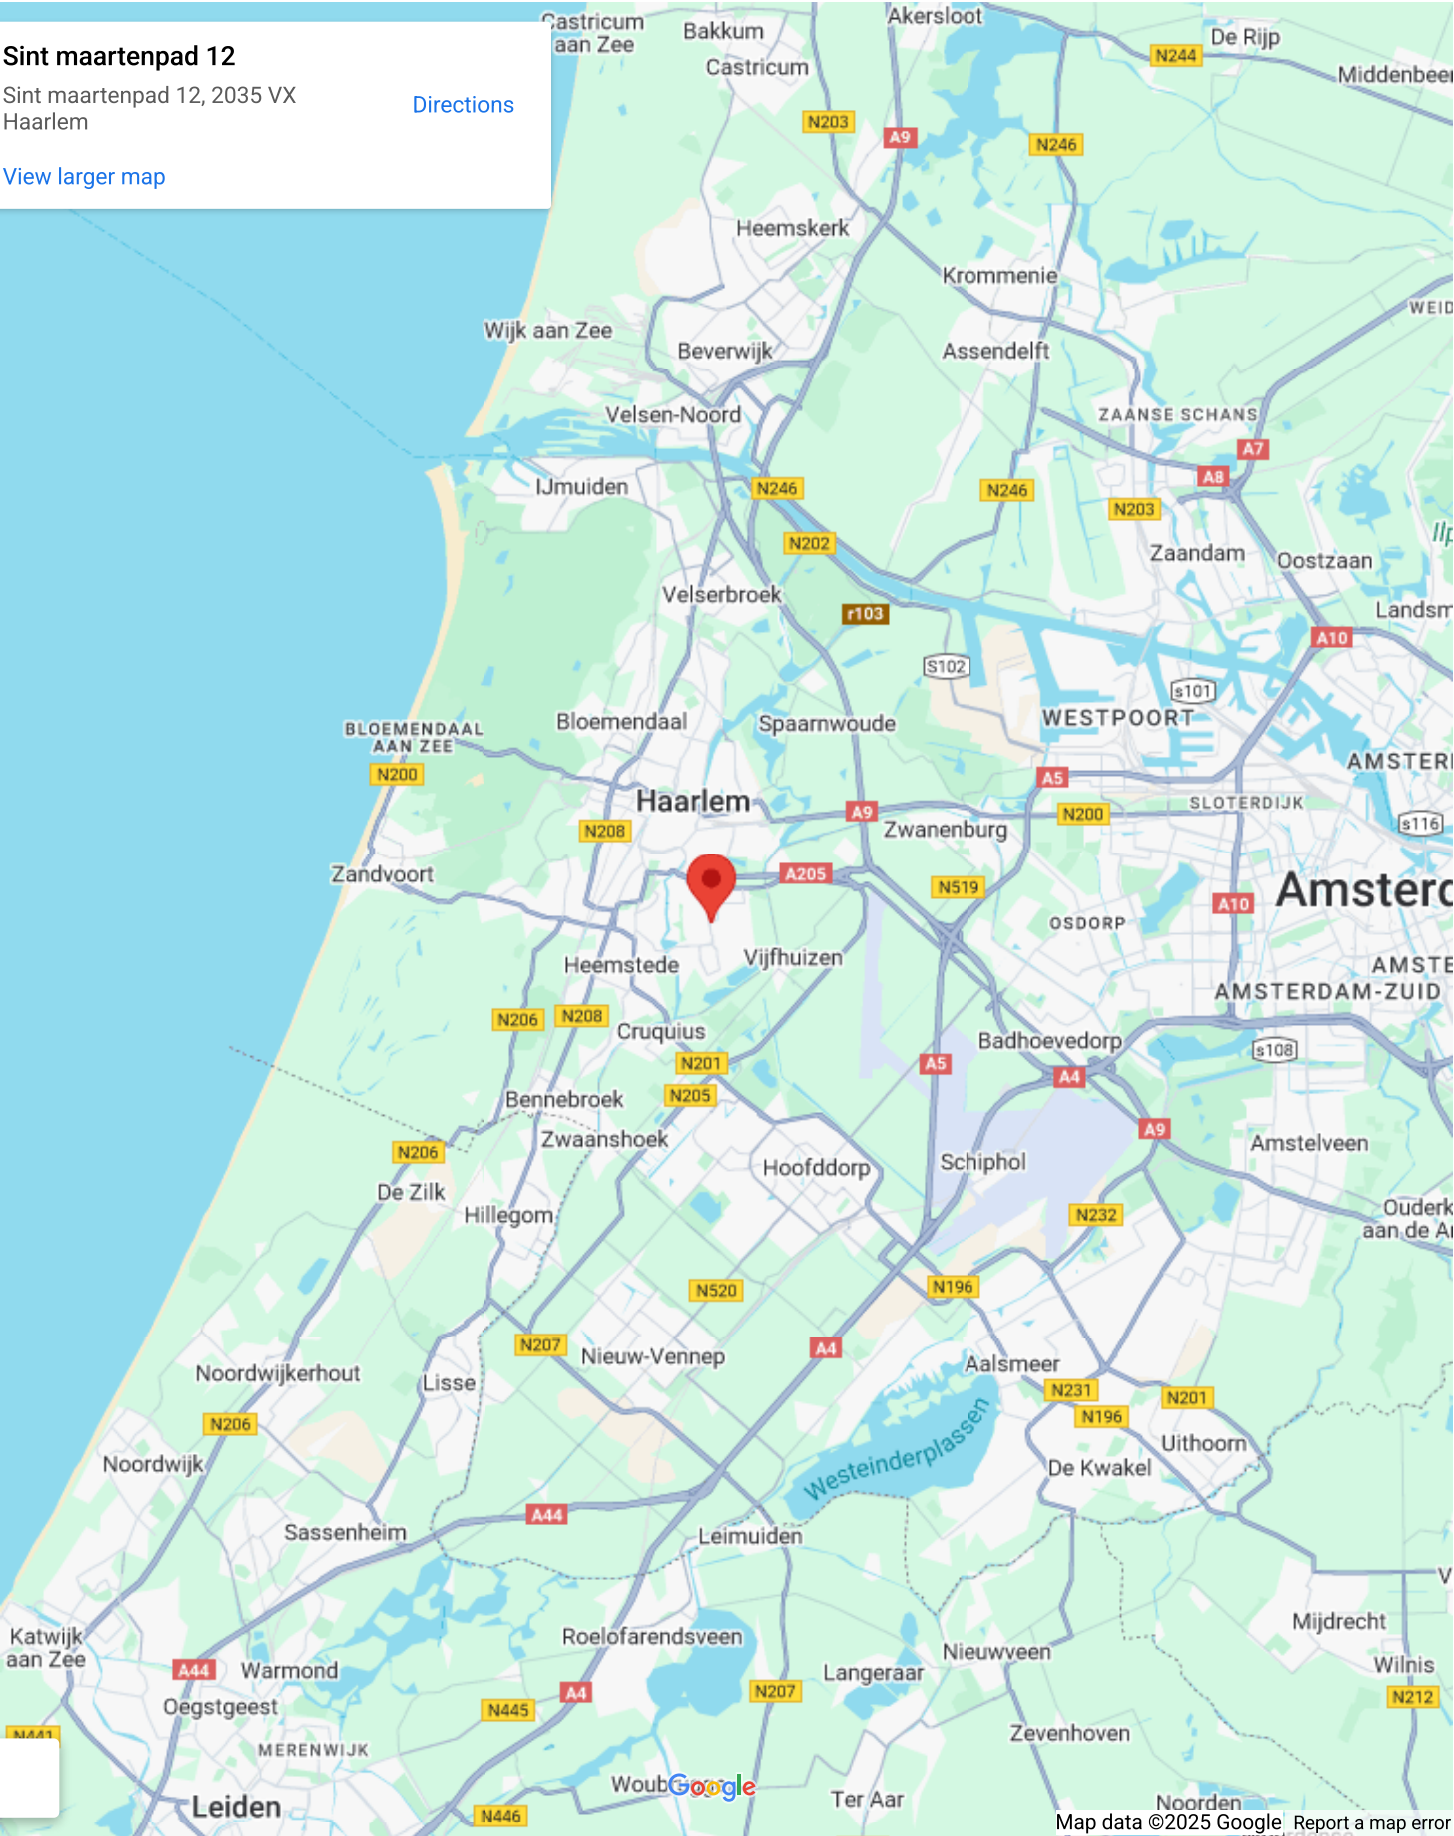 Sint maartenpad 12
Sint maartenpad 12, 2035 VX
Haarlem
Directions
View larger map
Castricum
aan Zee
Bakkum
Akersloot
De Rijp
N244
Castricum
Middenbeer
N203
A9
N246
Heemskerk
Krommenie
WEID
Wijk aan Zee
Beverwijk
Assendelft
Velsen-Noord
ZAANSE SCHANS
A7
A8
IJmuiden
N246
N246
N203
N202
Zaandam
Oostzaan
Ilp
Velserbroek
r103
Landsm
A10
S102
s101
Bloemendaal
Spaarnwoude
WESTPOORT
BLOEMENDAAL
AAN ZEE
N200
A5
AMSTER
Haarlem
SLOTERDIJK
A9
N200
s116
N208
Zwanenburg
Zandvoort
A205
N519
Amsterd
A10
OSDORP
Vijfhuizen
Heemstede
AMSTE
AMSTERDAM-ZUID
N206
N208
Cruquius
Badhoevedorp
s108
N201
A5
A4
N205
Bennebroek
A9
Zwaanshoek
Amstelveen
N206
Hoofddorp
Schiphol
De Zilk
Hillegom
N232
Ouderk
aan de A
N520
N196
N207
A4
Nieuw-Vennep
Aalsmeer
Noordwijkerhout
Lisse
N231
N201
N196
N206
Westeinderplassen
Uithoorn
Noordwijk
De Kwakel
A44
Sassenheim
Leimuiden
V
Katwijk
aan Zee
Roelofarendsveen
Mijdrecht
Nieuwveen
A44
Warmond
Langeraar
Wilnis
A4
N207
N212
Oegstgeest
N445
N441
Zevenhoven
MERENWIJK
Google
Ter Aar
Leiden
N446
Noorden
Map data ©2025 Google
Report a map error